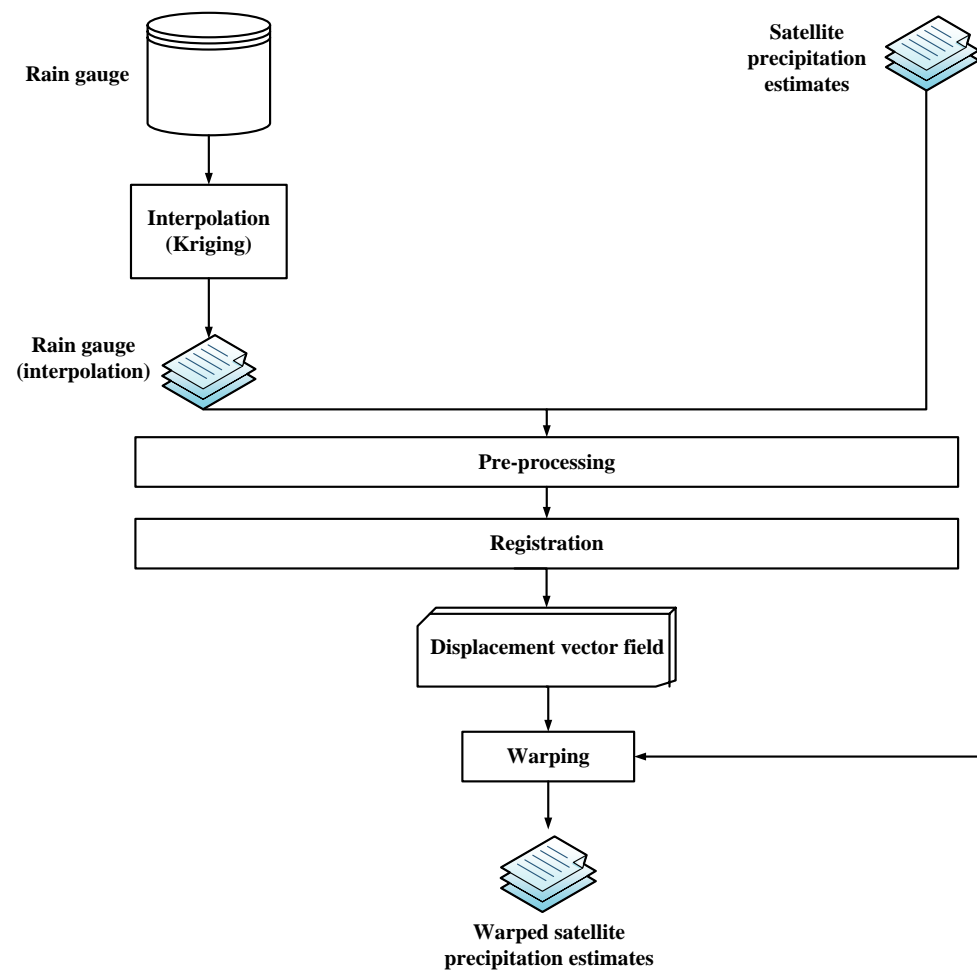 Rain gauge
Satellite
precipitation
estimates
Interpolation
(Kriging)
Rain gauge
(interpolation)
Pre-processing
Registration
Displacement vector field
Warping
Warped satellite
precipitation estimates